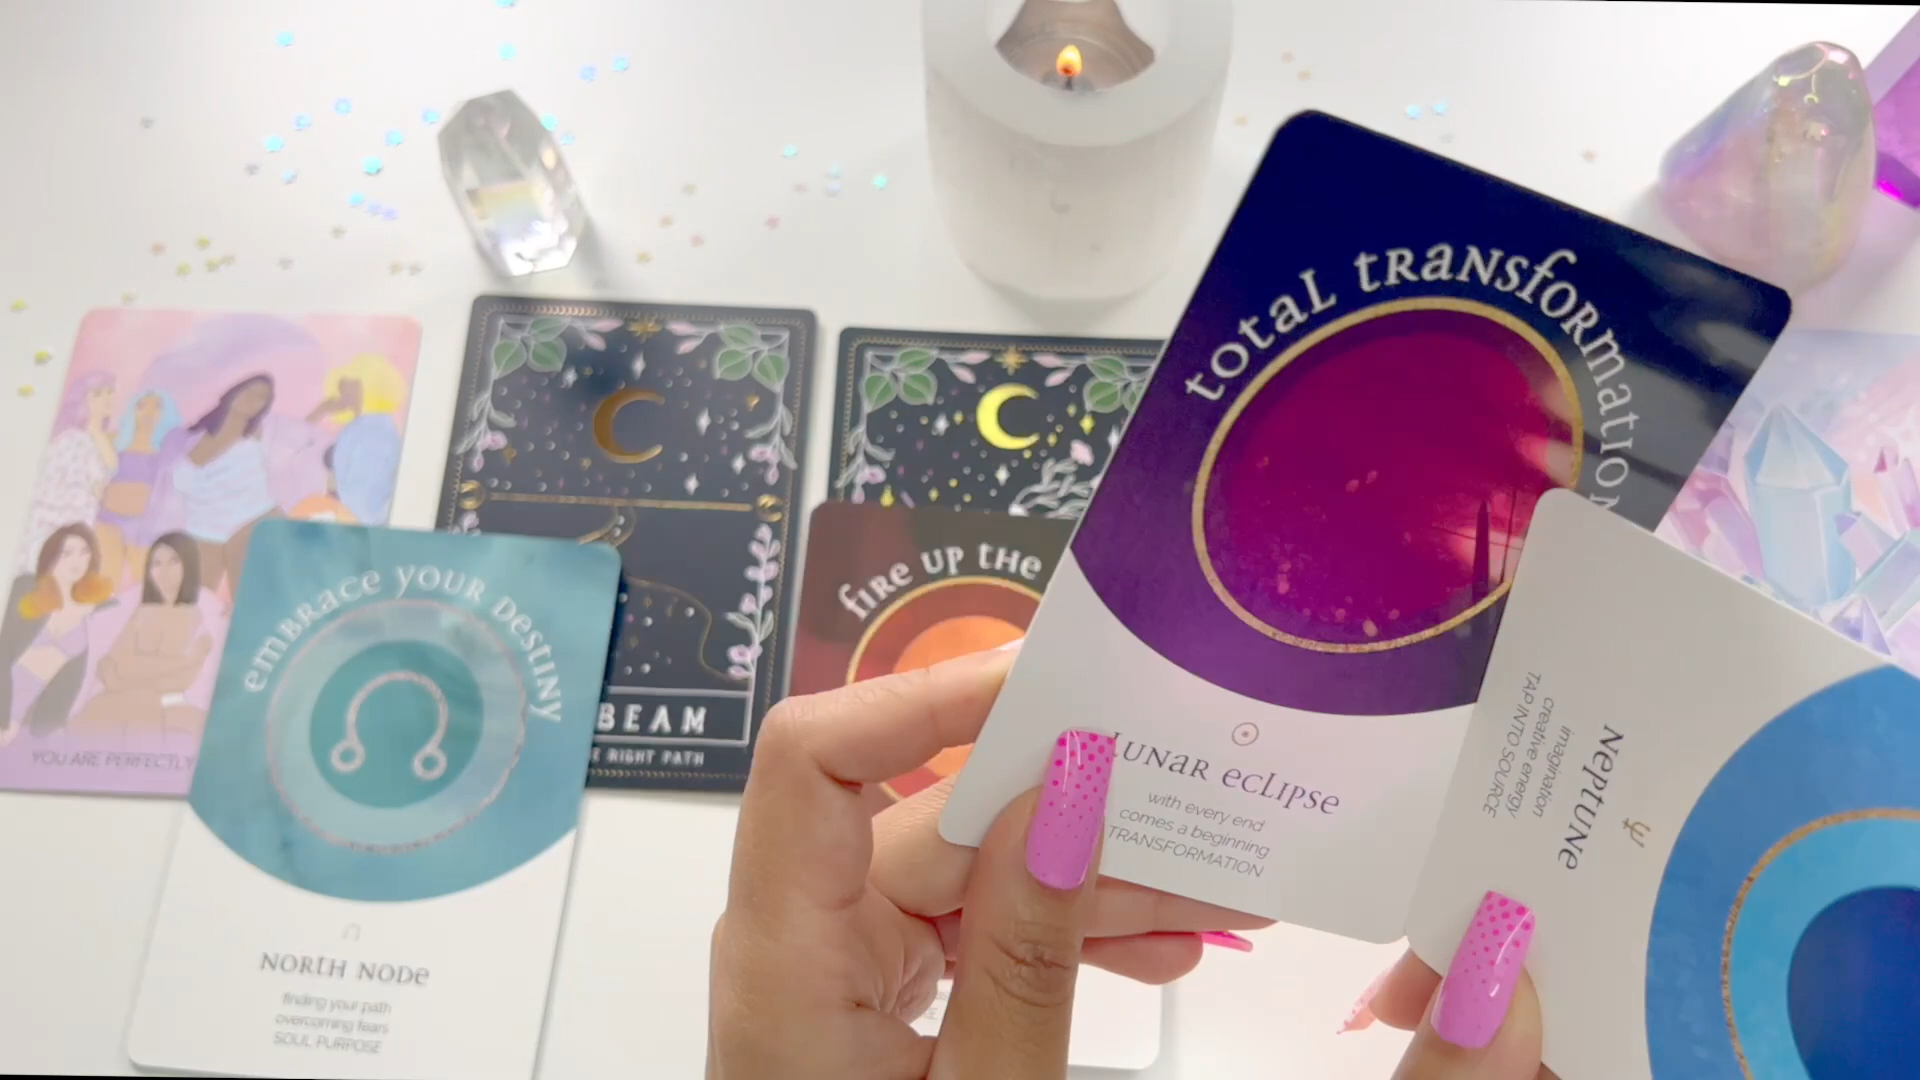 YOU ARE PERFECTLY
embrace your destiny
north node
finding your path
overcoming fears
SOUL PURPOSE
BEAM
RIGHT PATH
fire up the
total transformation
Lunar eclipse
with every end
comes a beginning
TRANSFORMATION
Neptune
imagination
creative energy
TAP INTO SOURCE